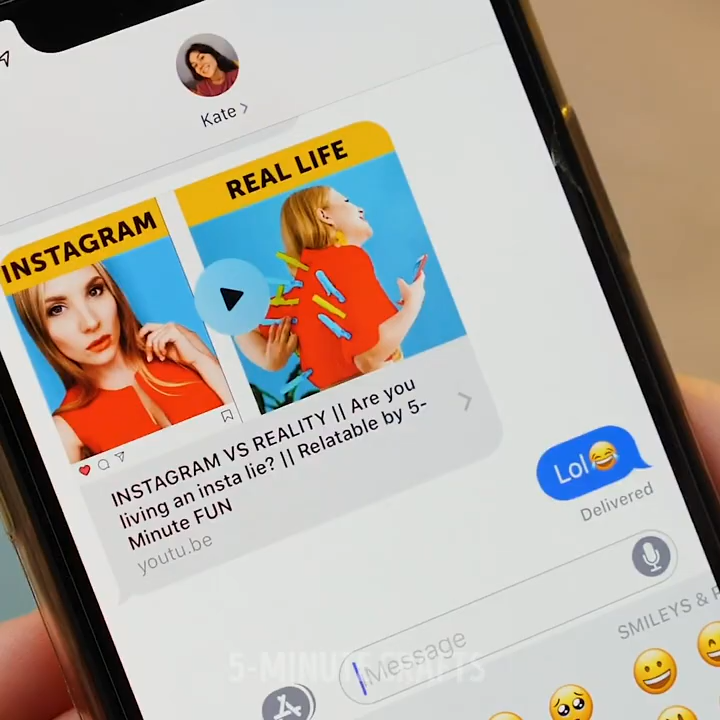 Kate
INSTAGRAM
REAL LIFE
INSTAGRAM VS REALITY || Are you
living an insta lie? || Relatable by 5-
Minute FUN
youtu.be
Lol😂
Delivered
Message
SMILEYS &
5-MINUTE CRAFTS